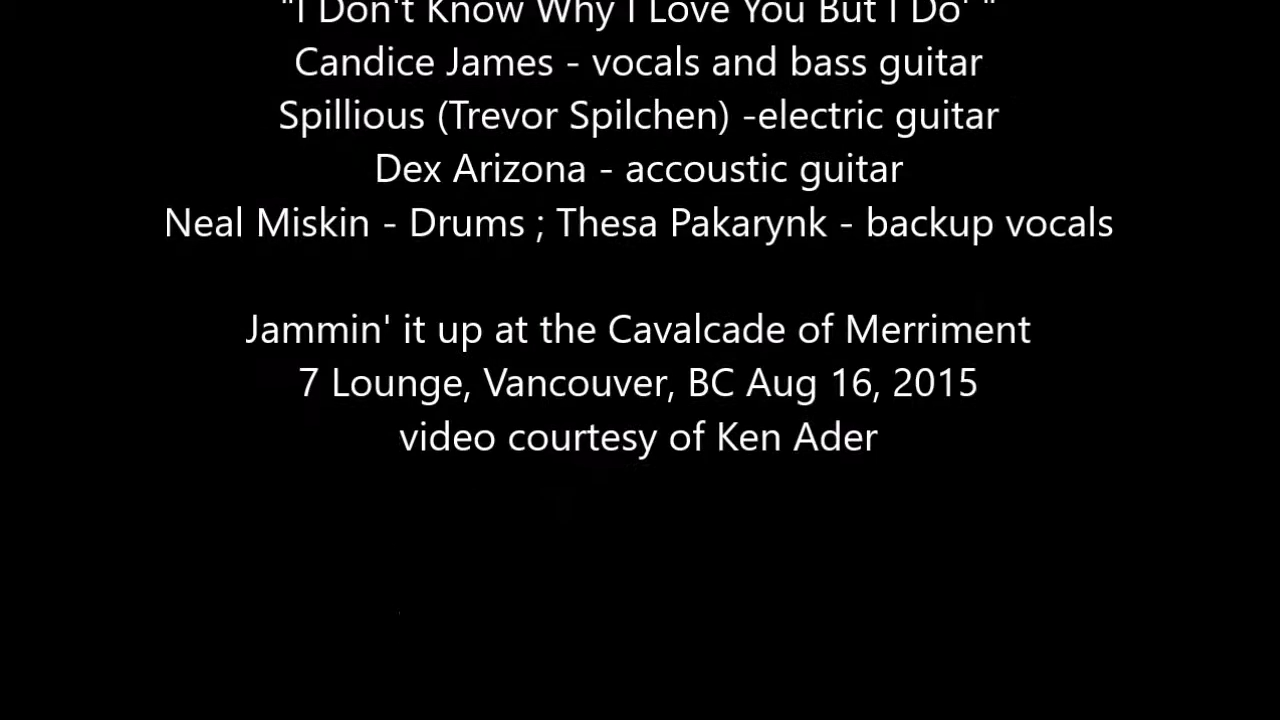 "I Don't Know Why I Love You But I Do' "
Candice James - vocals and bass guitar
Spillious (Trevor Spilchen) -electric guitar
Dex Arizona - accoustic guitar
Neal Miskin - Drums ; Thesa Pakarynk - backup vocals
Jammin' it up at the Cavalcade of Merriment
7 Lounge, Vancouver, BC Aug 16, 2015
video courtesy of Ken Ader